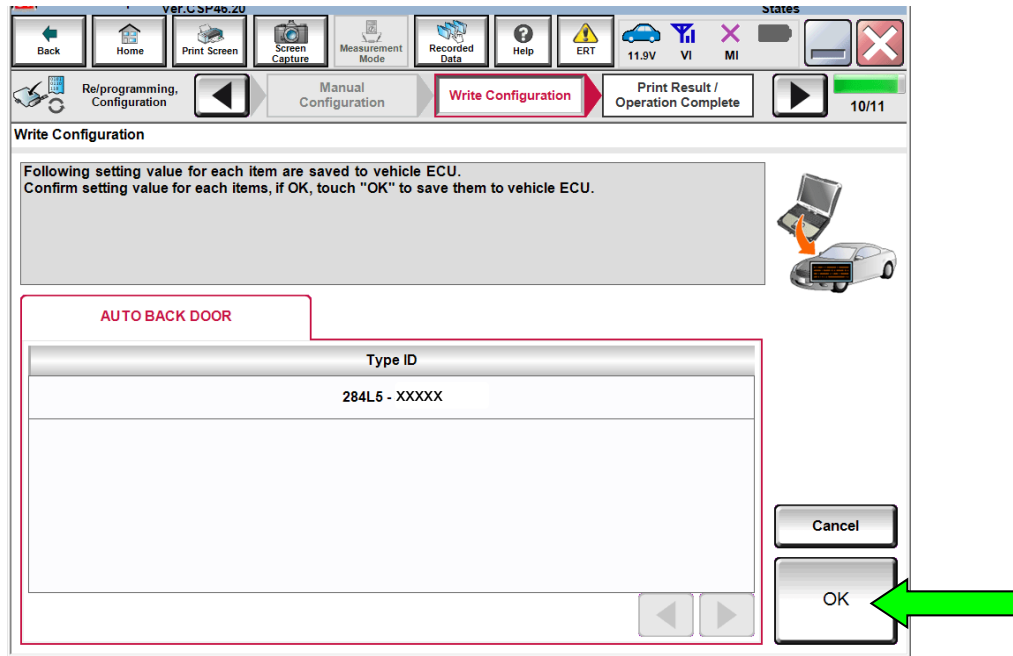 Ver.CSP46.20
States
Back
Home
Print Screen
Screen
Capture
Measurement
Mode
Recorded
Data
Help
ERT
11.9V
VI
MI
Re/programming,
Configuration
Manual
Configuration
Write Configuration
Print Result /
Operation Complete
10/11
Write Configuration
Following setting value for each item are saved to vehicle ECU.
Confirm setting value for each items, if OK, touch "OK" to save them to vehicle ECU.
AUTO BACK DOOR
Type ID
284L5 - XXXXX
Cancel
OK